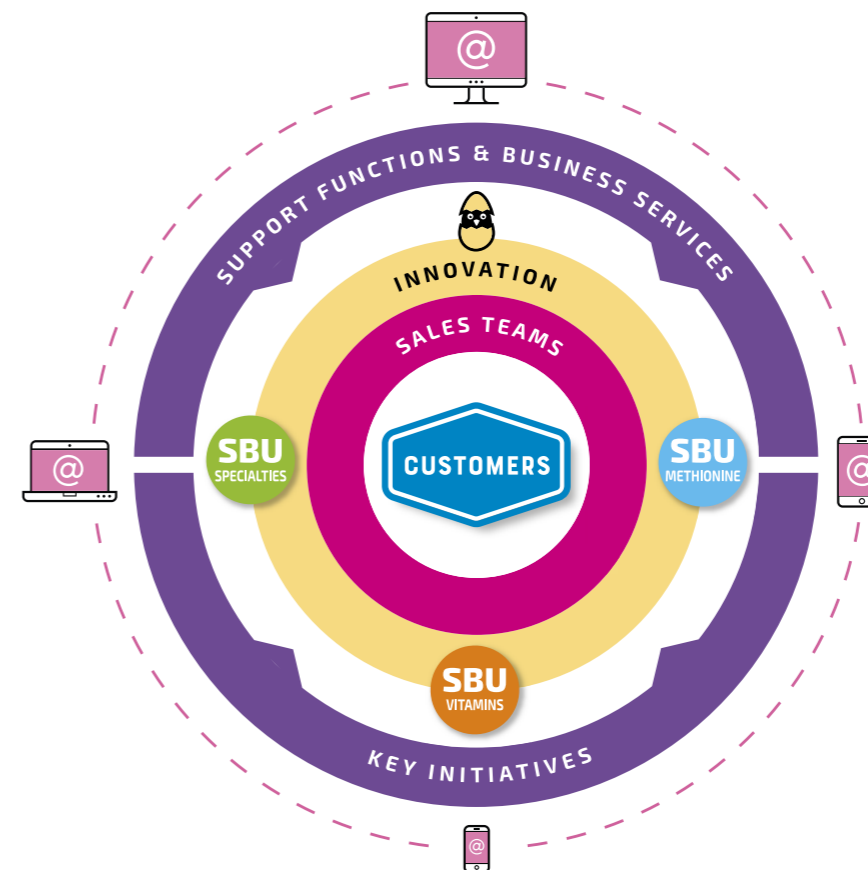 @
SUPPORT FUNCTIONS & BUSINESS SERVICES
INNOVATION
SALES TEAMS
@
SBU
SPECIALTIES
CUSTOMERS
SBU
METHIONINE
@
SBU
VITAMINS
KEY INITIATIVES
@